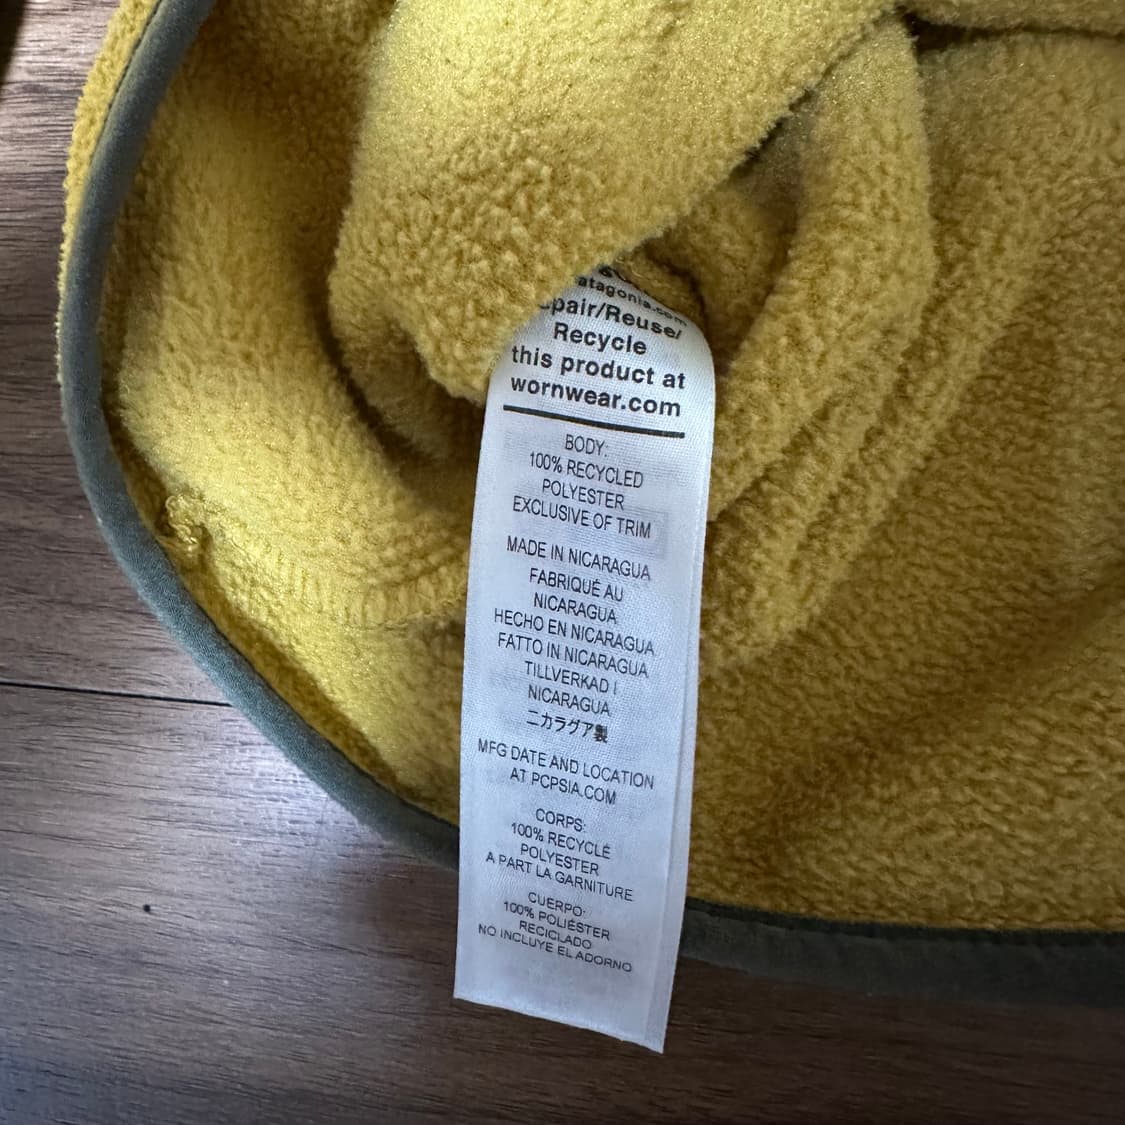 atagonia.com
pair/Reuse/
Recycle
this product at
wornwear.com
BODY:
100% RECYCLED
POLYESTER
EXCLUSIVE OF TRIM
MADE IN NICARAGUA
FABRIQUÉ AU
NICARAGUA
HECHO EN NICARAGUA
FATTO IN NICARAGUA
TILLVERKAD I
NICARAGUA
ニカラグア製
MFG DATE AND LOCATION
AT PCPSIA.COM
CORPS:
100% RECYCLÉ
POLYESTER
A PART LA GARNITURE
CUERPO:
100% POLIÉSTER
RECICLADO
NO INCLUYE EL ADORNO